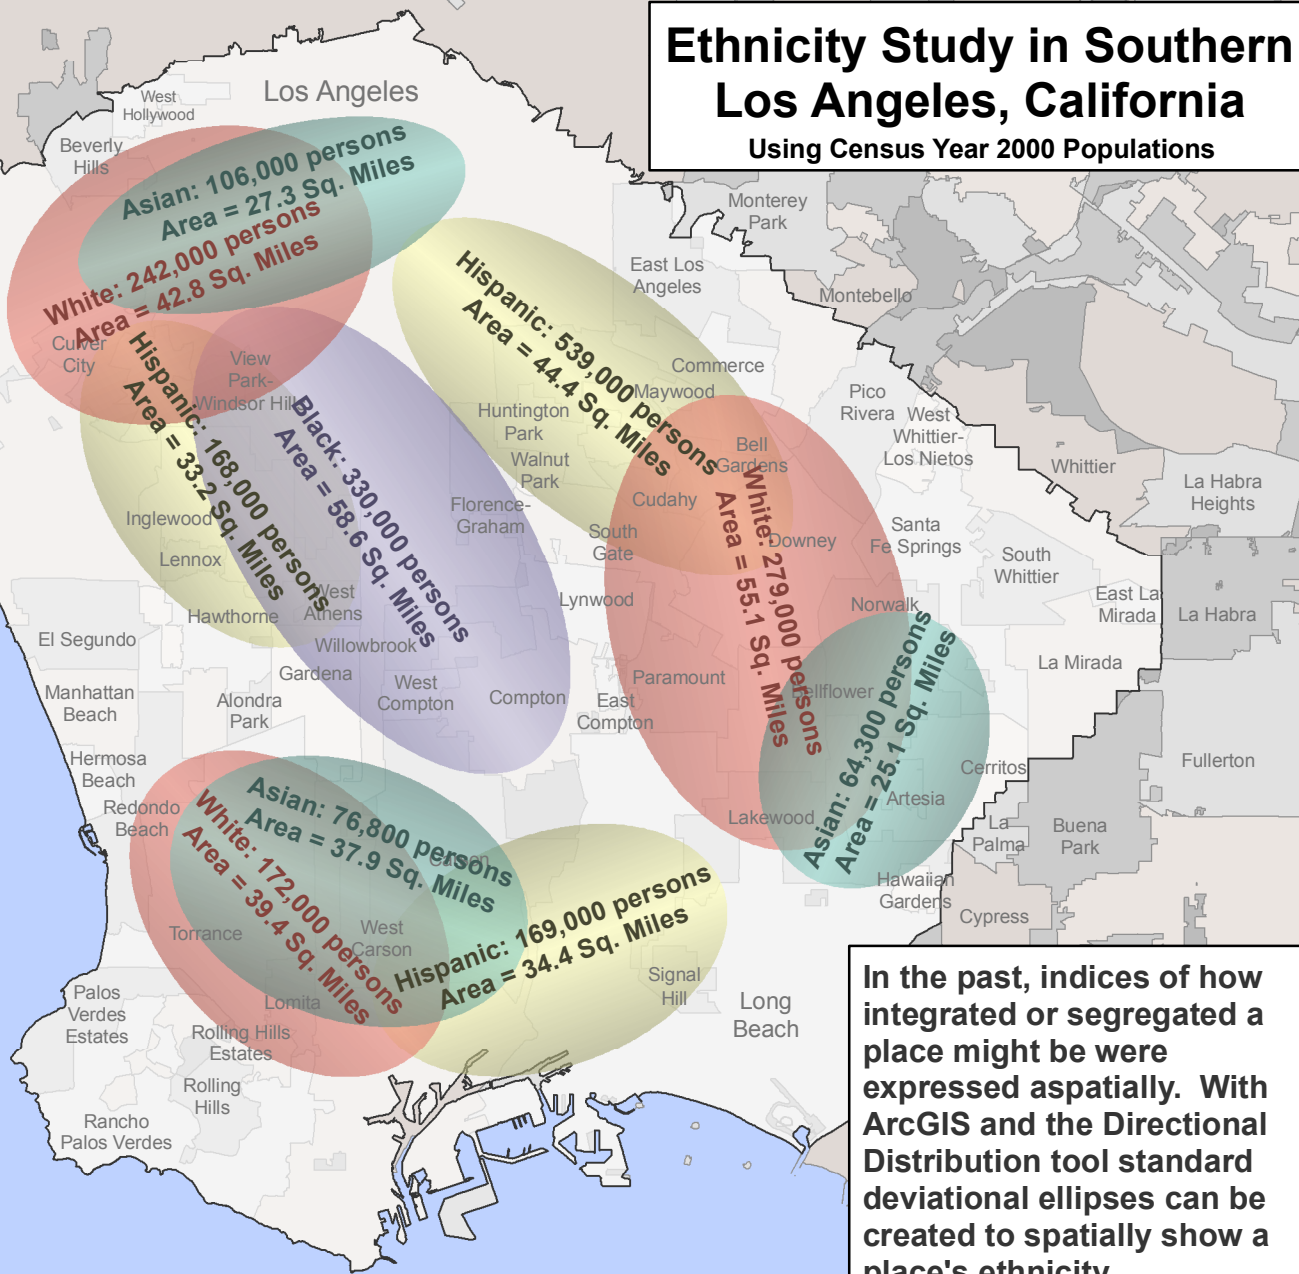 Ethnicity Study in Southern
Los Angeles, California
Using Census Year 2000 Populations
Los Angeles
West
Hollywood
Beverly
Hills
Asian: 106,000 persons
Area = 27.3 Sq. Miles
White: 242,000 persons
Area = 42.8 Sq. Miles
Culver
City
View
Park-
Windsor Hill
Hispanic: 168,000 persons
Area = 33.2 Sq. Miles
Black: 330,000 persons
Area = 58.6 Sq. Miles
Hispanic: 539,000 persons
Area = 44.4 Sq. Miles
Monterey
Park
East Los
Angeles
Montebello
Commerce
Maywood
Huntington
Park
Walnut
Park
Bell
Gardens
Cudahy
Florence-
Graham
South
Gate
Downey
Pico
Rivera
West
Whittier-
Los Nietos
Whittier
La Habra
Heights
Santa
Fe Springs
South
Whittier
East La
Mirada
La Habra
La Mirada
Norwalk
Inglewood
Lennox
Hawthorne
West
Athens
Willowbrook
Lynwood
El Segundo
Gardena
West
Compton
Compton
East
Compton
Paramount
White: 279,000 persons
Area = 55.1 Sq. Miles
ellflower
Asian: 64,300 persons
Area = 25.1 Sq. Miles
Manhattan
Beach
Alondra
Park
Hermosa
Beach
Redondo
Beach
Cerritos
Artesia
Lakewood
La
Palma
Buena
Park
Fullerton
Hawaiian
Gardens
Cypress
Asian: 76,800 persons
Area = 37.9 Sq. Miles
White: 172,000 persons
Area = 39.4 Sq. Miles
Hispanic: 169,000 persons
Area = 34.4 Sq. Miles
Carson
Torrance
West
Carson
Lomita
Signal
Hill
Long
Beach
Palos
Verdes
Estates
Rolling Hills
Estates
Rolling
Hills
Rancho
Palos Verdes
In the past, indices of how
integrated or segregated a
place might be were
expressed aspatially. With
ArcGIS and the Directional
Distribution tool standard
deviational ellipses can be
created to spatially show a
place's ethnicity